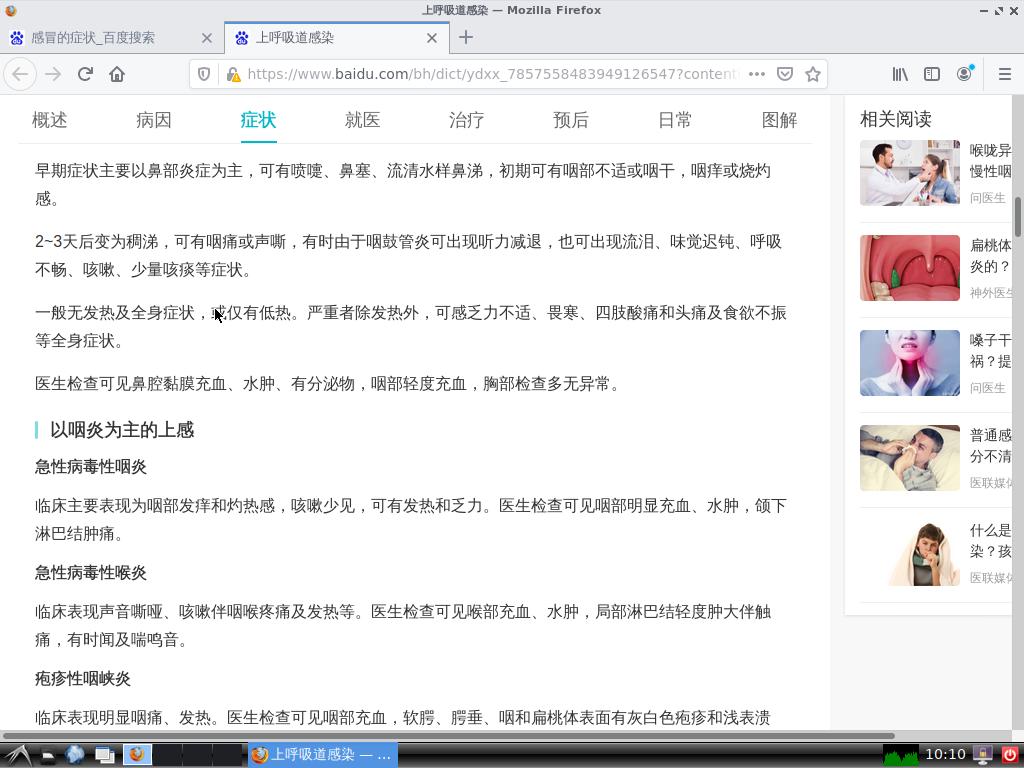 上呼吸道感染 — Mozilla Firefox
感冒的症状_百度搜索
上呼吸道感染
https://www.baidu.com/bh/dict/ydxx_7857558483949126547?content
概述
病因
症状
就医
治疗
预后
日常
图解
早期症状主要以鼻部炎症为主，可有喷嚏、鼻塞、流清水样鼻涕，初期可有咽部不适或咽干，咽痒或烧灼
感。
2~3天后变为稠涕，可有咽痛或声嘶，有时由于咽鼓管炎可出现听力减退，也可出现流泪、味觉迟钝、呼吸
不畅、咳嗽、少量咳痰等症状。
一般无发热及全身症状，或仅有低热。严重者除发热外，可感乏力不适、畏寒、四肢酸痛和头痛及食欲不振
等全身症状。
医生检查可见鼻腔黏膜充血、水肿、有分泌物，咽部轻度充血，胸部检查多无异常。
以咽炎为主的上感
急性病毒性咽炎
临床主要表现为咽部发痒和灼热感，咳嗽少见，可有发热和乏力。医生检查可见咽部明显充血、水肿，颌下
淋巴结肿痛。
急性病毒性喉炎
临床表现声音嘶哑、咳嗽伴咽喉疼痛及发热等。医生检查可见喉部充血、水肿，局部淋巴结轻度肿大伴触
痛，有时闻及喘鸣音。
疱疹性咽峡炎
临床表现明显咽痛、发热。医生检查可见咽部充血，软腭、腭垂、咽和扁桃体表面有灰白色疱疹和浅表溃
相关阅读
喉咙异
慢性咽
问医生
扁桃体
炎的？
神外医生
嗓子干
祸？提
问医生
普通感
分不清
医联媒体
什么是
染？孩
医联媒体
上呼吸道感染 — ...
10:10